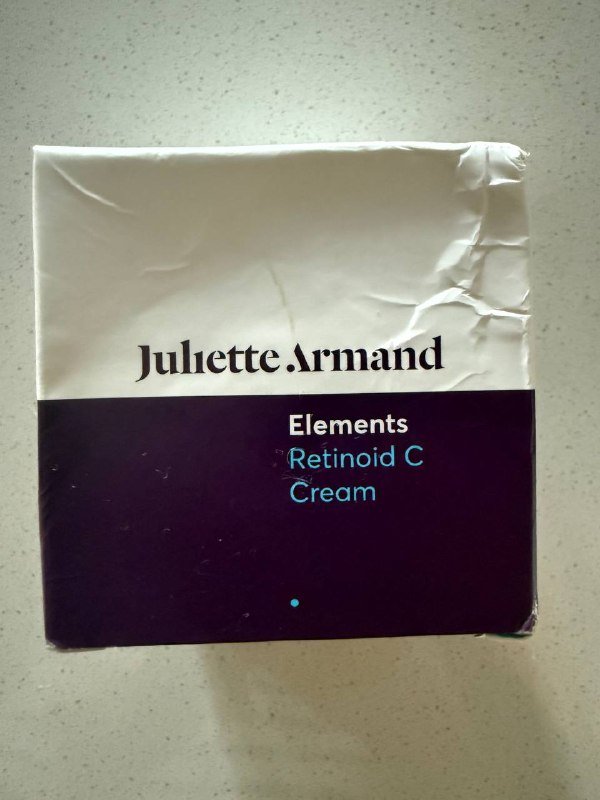 Juliette Armand
Elements
Retinoid C
Cream